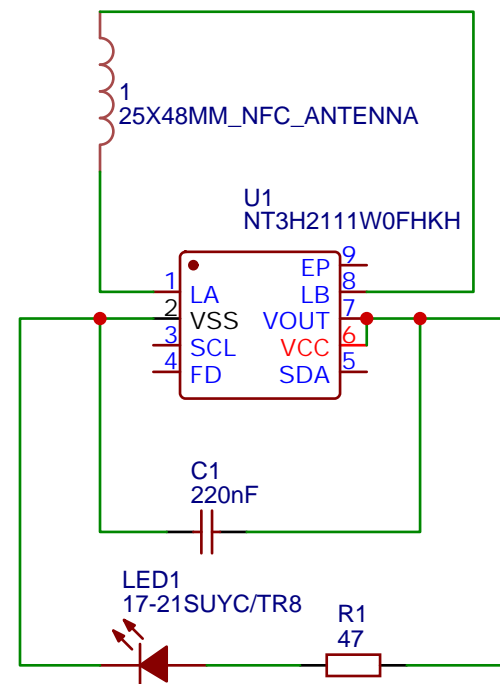 1
25X48MM_NFC_ANTENNA
U1
NT3H2111W0FHKH
EP 9
1 LA
LB 8
2 VSS
VOUT 7
3 SCL
VCC 6
4 FD
SDA 5
C1
220nF
LED1
17-21SUYC/TR8
R1
47